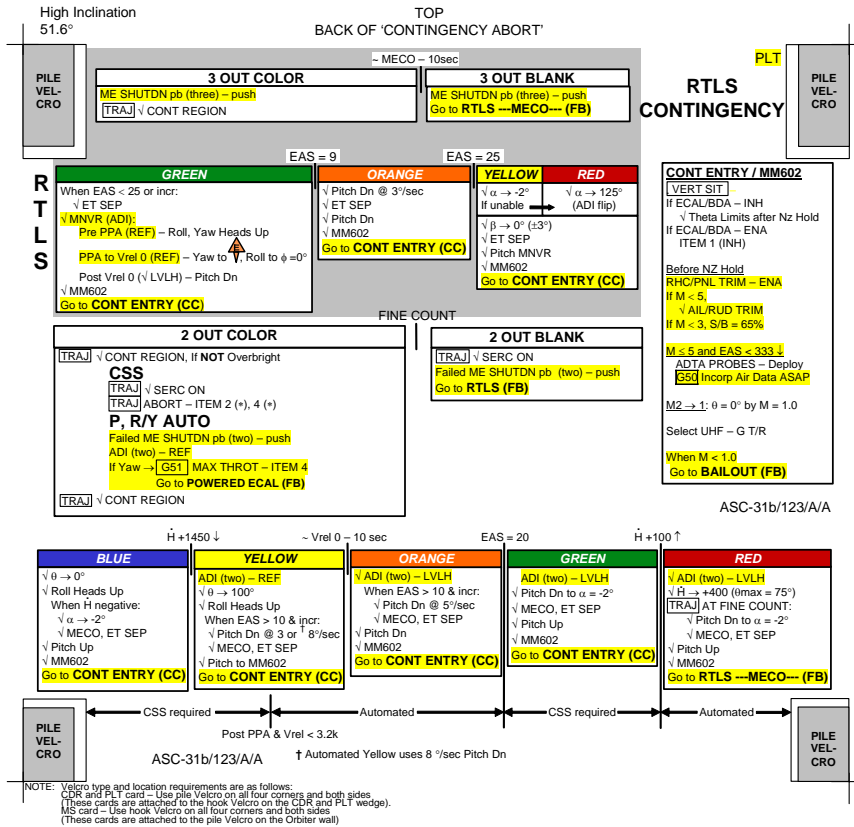 High Inclination
51.6°
TOP
BACK OF 'CONTINGENCY ABORT'
PLT
PILE
VEL-
CRO
PILE
VEL-
CRO
~ MECO – 10sec
3 OUT COLOR
ME SHUTDN pb (three) – push
TRAJ √ CONT REGION
3 OUT BLANK
ME SHUTDN pb (three) – push
Go to RTLS ---MECO--- (FB)
RTLS
CONTINGENCY
RTLS
EAS = 9
EAS = 25
GREEN
When EAS < 25 or incr:
√ ET SEP
√ MNVR (ADI):
Pre PPA (REF) – Roll, Yaw Heads Up
PPA to Vrel 0 (REF) – Yaw to E, Roll to ϕ =0°
Post Vrel 0 (√ LVLH) – Pitch Dn
√ MM602
Go to CONT ENTRY (CC)
ORANGE
√ Pitch Dn @ 3°/sec
√ ET SEP
√ Pitch Dn
√ MM602
Go to CONT ENTRY (CC)
YELLOW
√ α → -2°
If unable
RED
√ α → 125°
(ADI flip)
√ β → 0° (±3°)
√ ET SEP
√ Pitch MNVR
√ MM602
Go to CONT ENTRY (CC)
CONT ENTRY / MM602
VERT SIT
If ECAL/BDA – INH
√ Theta Limits after Nz Hold
If ECAL/BDA – ENA
ITEM 1 (INH)
Before NZ Hold
RHC/PNL TRIM – ENA
If M < 5,
√ AIL/RUD TRIM
If M < 3, S/B = 65%
M ≤ 5 and EAS < 333 ↓
ADTA PROBES – Deploy
G50 Incorp Air Data ASAP
M2 → 1: θ = 0° by M = 1.0
Select UHF – G T/R
When M < 1.0
Go to BAILOUT (FB)
ASC-31b/123/A/A
FINE COUNT
2 OUT COLOR
TRAJ √ CONT REGION, If NOT Overbright
CSS
TRAJ √ SERC ON
TRAJ ABORT – ITEM 2 (∗), 4 (∗)
P, R/Y AUTO
Failed ME SHUTDN pb (two) – push
ADI (two) – REF
If Yaw → G51 MAX THROT – ITEM 4
Go to POWERED ECAL (FB)
TRAJ √ CONT REGION
2 OUT BLANK
TRAJ √ SERC ON
Failed ME SHUTDN pb (two) – push
Go to RTLS (FB)
Ḣ +1450 ↓
~ Vrel 0 – 10 sec
EAS = 20
Ḣ +100 ↑
BLUE
√ θ → 0°
√ Roll Heads Up
When Ḣ negative:
√ α → -2°
√ MECO, ET SEP
√ Pitch Up
√ MM602
Go to CONT ENTRY (CC)
YELLOW
ADI (two) – REF
√ θ → 100°
√ Roll Heads Up
When EAS > 10 & incr:
√ Pitch Dn @ 3 or † 8°/sec
√ MECO, ET SEP
√ Pitch to MM602
Go to CONT ENTRY (CC)
ORANGE
√ ADI (two) – LVLH
When EAS > 10 & incr:
√ Pitch Dn @ 5°/sec
√ MECO, ET SEP
√ Pitch Dn
√ MM602
Go to CONT ENTRY (CC)
GREEN
ADI (two) – LVLH
√ Pitch Dn to α = -2°
√ MECO, ET SEP
√ Pitch Up
√ MM602
Go to CONT ENTRY (CC)
RED
√ ADI (two) – LVLH
√ Ḣ → +400 (θmax = 75°)
TRAJ AT FINE COUNT:
√ Pitch Dn to α = -2°
√ MECO, ET SEP
√ Pitch Up
√ MM602
Go to RTLS ---MECO--- (FB)
PILE
VEL-
CRO
CSS required
Automated
CSS required
Automated
PILE
VEL-
CRO
Post PPA & Vrel < 3.2k
ASC-31b/123/A/A
† Automated Yellow uses 8 °/sec Pitch Dn
NOTE: Velcro type and location requirements are as follows:
CDR and PLT card – Use pile Velcro on all four corners and both sides
(These cards are attached to the hook Velcro on the CDR and PLT wedge).
MS card – Use hook Velcro on all four corners and both sides
(These cards are attached to the pile Velcro on the Orbiter wall)